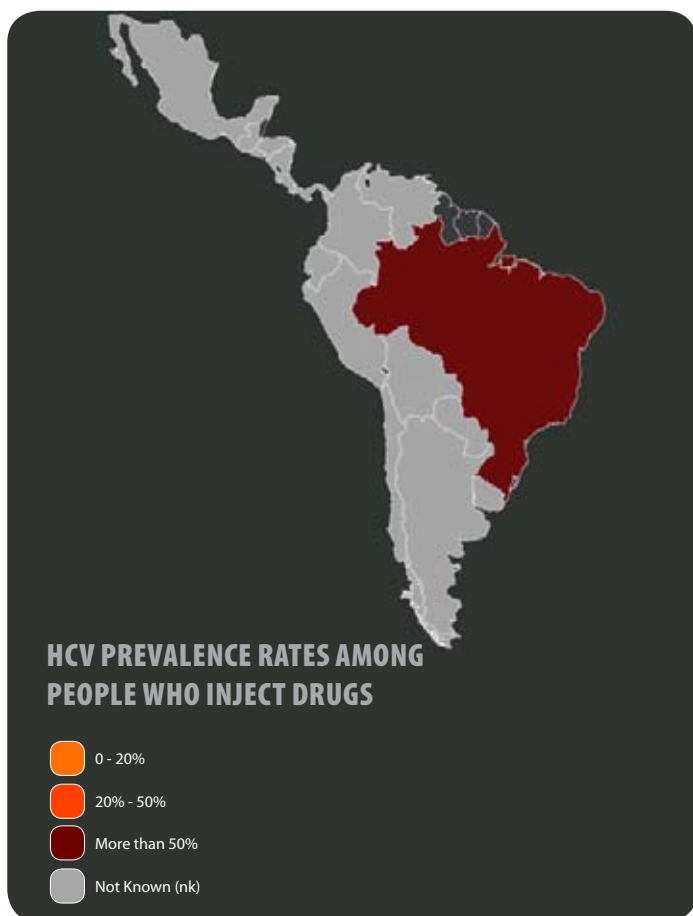 HCV PREVALENCE RATES AMONG
PEOPLE WHO INJECT DRUGS
0 - 20%
20% - 50%
More than 50%
Not Known (nk)